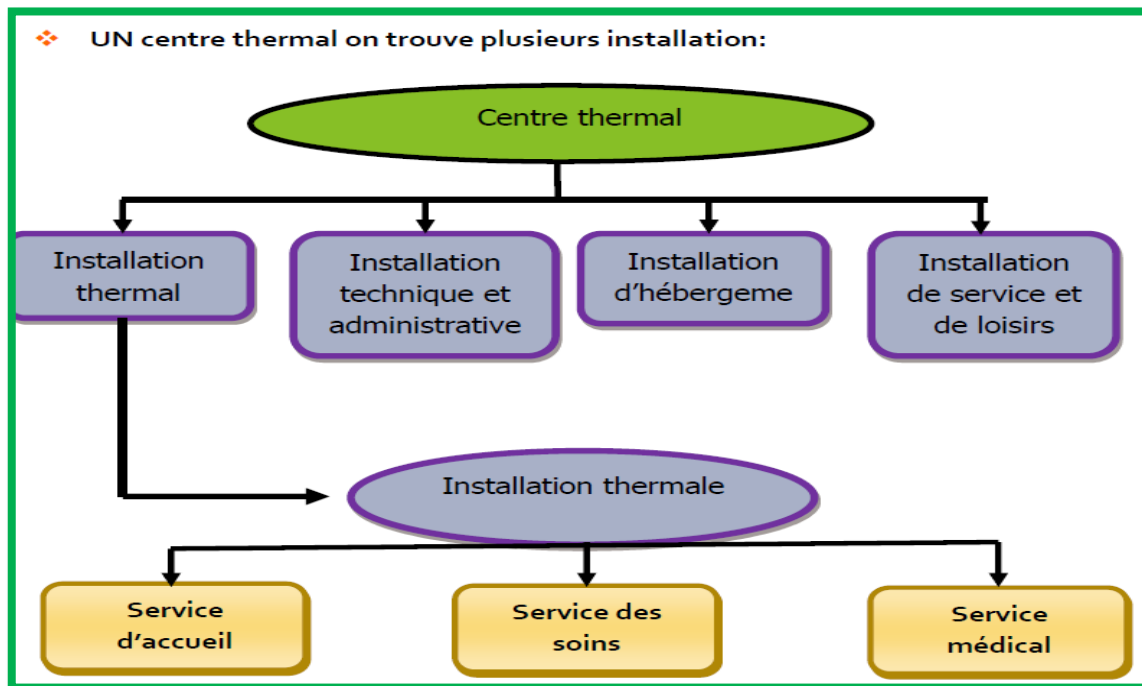 ❖ UN centre thermal on trouve plusieurs installation:
Centre thermal
Installation
thermal
Installation
technique et
administrative
Installation
d'hébergeme
Installation
de service et
de loisirs
Installation thermale
Service
d'accueil
Service des
soins
Service
médical